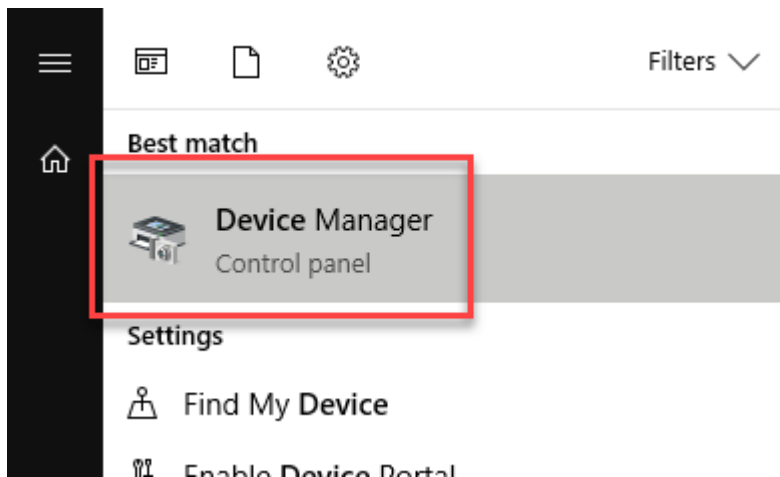 Filters
Best match
Device Manager
Control panel
Settings
Find My Device
Enable Device Portal